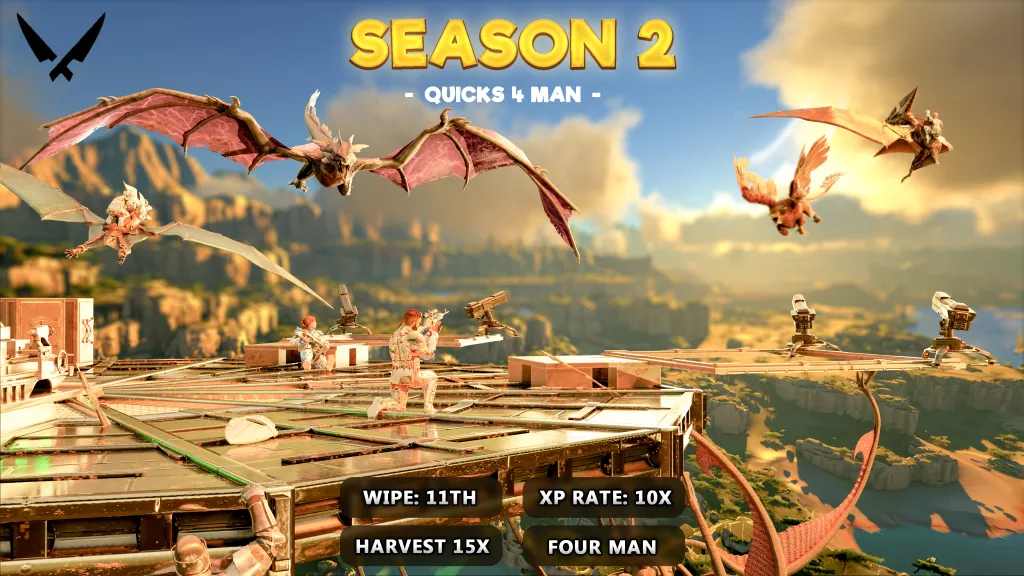 SEASON 2
- QUICKS 4 MAN -
WIPE: 11TH
XP RATE: 10X
HARVEST 15X
FOUR MAN